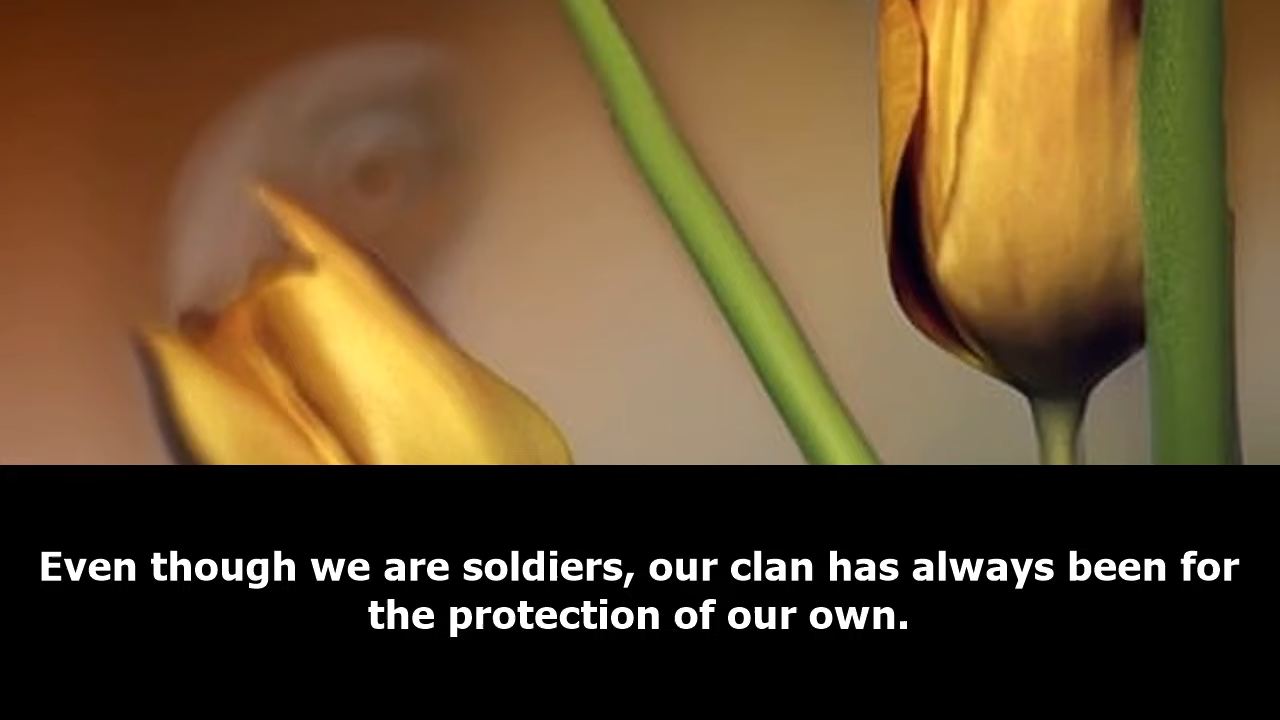 Even though we are soldiers, our clan has always been for
the protection of our own.